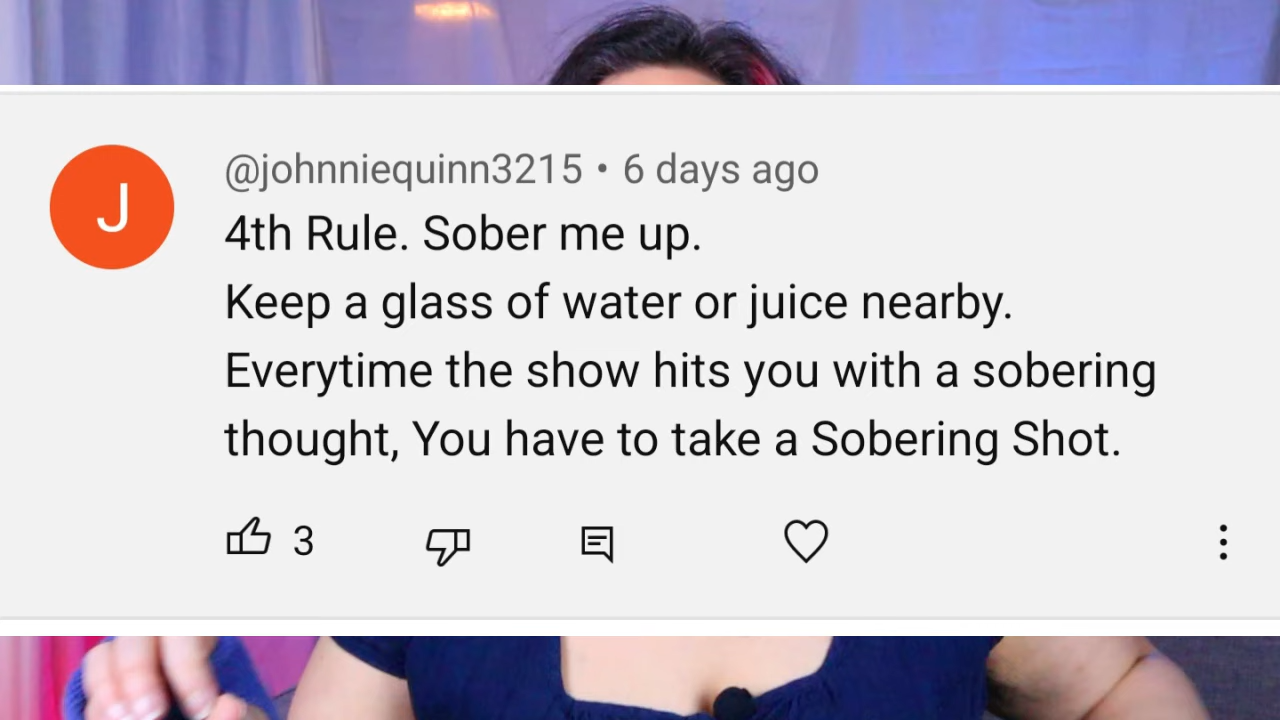 J
@johnniequinn3215 • 6 days ago
4th Rule. Sober me up.
Keep a glass of water or juice nearby.
Everytime the show hits you with a sobering
thought, You have to take a Sobering Shot.
3